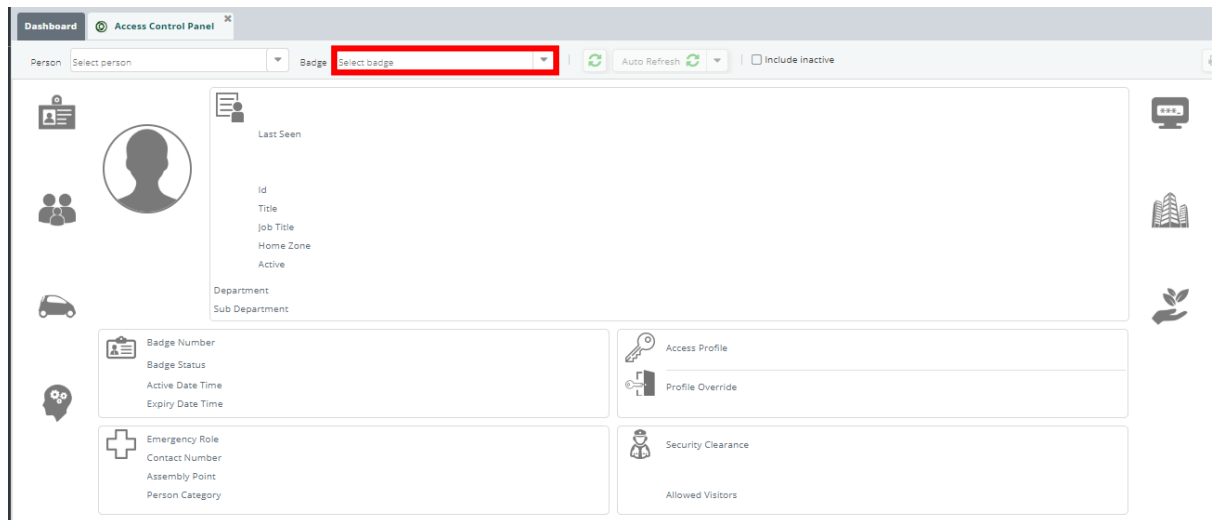 Dashboard Access Control Panel
Person Select person Badge Select badge Auto Refresh Include inactive
Last Seen
Id
Title
Job Title
Home Zone
Active
Department
Sub Department
Badge Number
Badge Status
Active Date Time
Expiry Date Time
Access Profile
Profile Override
Emergency Role
Contact Number
Assembly Point
Person Category
Security Clearance
Allowed Visitors